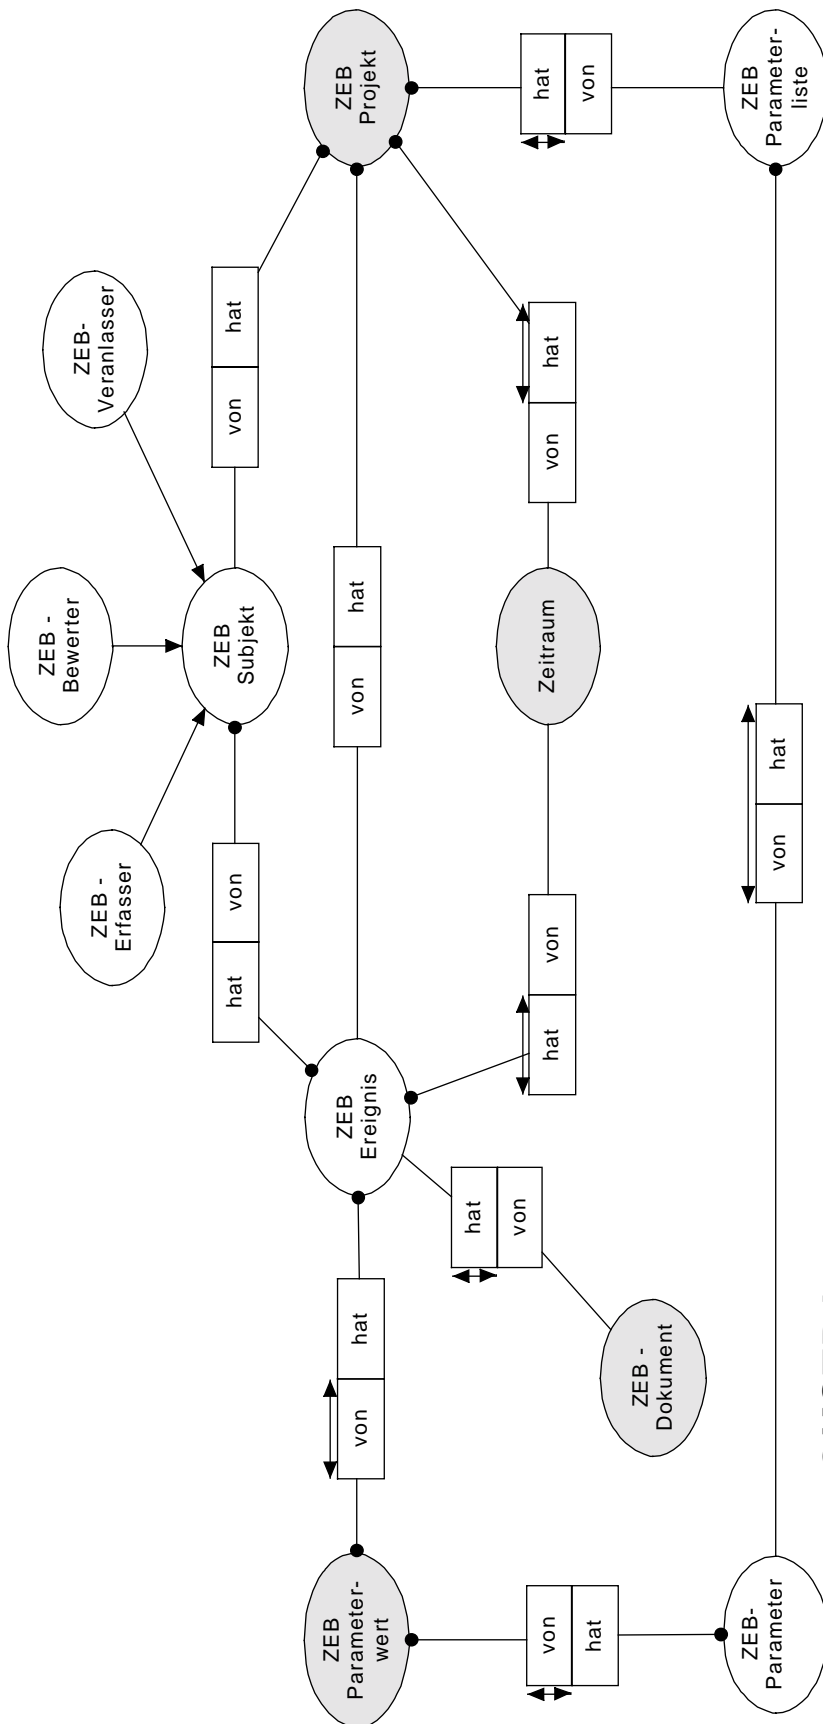 ZEB -
Erfasser
ZEB -
Bewerter
ZEB-
Veranlasser
hat
von
ZEB
Subjekt
von
hat
ZEB
Parameter-
wert
von
hat
ZEB
Ereignis
von
hat
ZEB
Projekt
hat
von
hat
von
Zeitraum
von
hat
hat
von
von
hat
ZEB -
Dokument
ZEB-
Parameter
von
hat
ZEB
Parameter-
liste